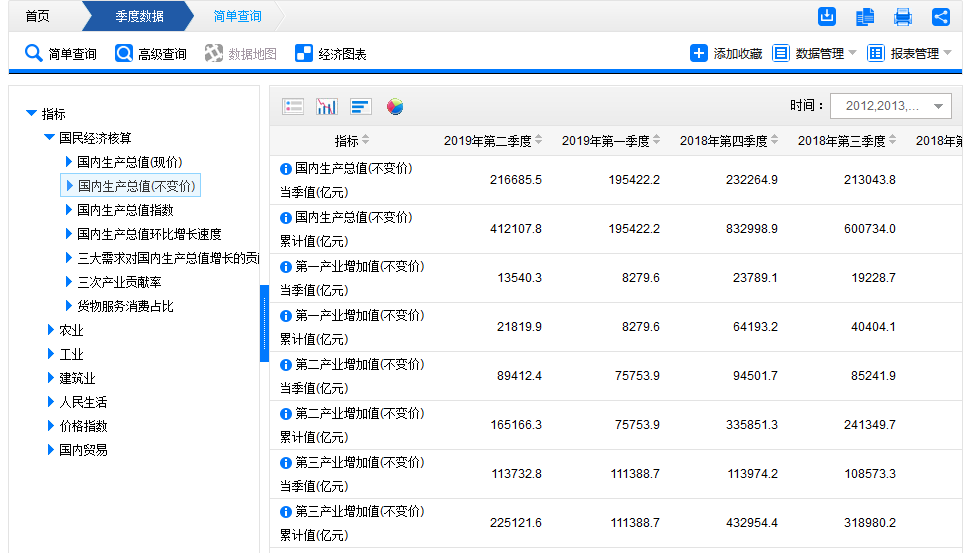 首页 季度数据 简单查询
简单查询 高级查询 数据地图 经济图表 添加收藏 数据管理 报表管理
指标
国民经济核算
国内生产总值(现价)
国内生产总值(不变价)
国内生产总值指数
国内生产总值环比增长速度
三大需求对国内生产总值增长的贡
三次产业贡献率
货物服务消费占比
农业
工业
建筑业
人民生活
价格指数
国内贸易
时间： 2012,2013,...
指标 2019年第二季度 2019年第一季度 2018年第四季度 2018年第三季度 2018年第
国内生产总值(不变价)
当季值(亿元) 216685.5 195422.2 232264.9 213043.8
国内生产总值(不变价)
累计值(亿元) 412107.8 195422.2 832998.9 600734.0
第一产业增加值(不变价)
当季值(亿元) 13540.3 8279.6 23789.1 19228.7
第一产业增加值(不变价)
累计值(亿元) 21819.9 8279.6 64193.2 40404.1
第二产业增加值(不变价)
当季值(亿元) 89412.4 75753.9 94501.7 85241.9
第二产业增加值(不变价)
累计值(亿元) 165166.3 75753.9 335851.3 241349.7
第三产业增加值(不变价)
当季值(亿元) 113732.8 111388.7 113974.2 108573.3
第三产业增加值(不变价)
累计值(亿元) 225121.6 111388.7 432954.4 318980.2